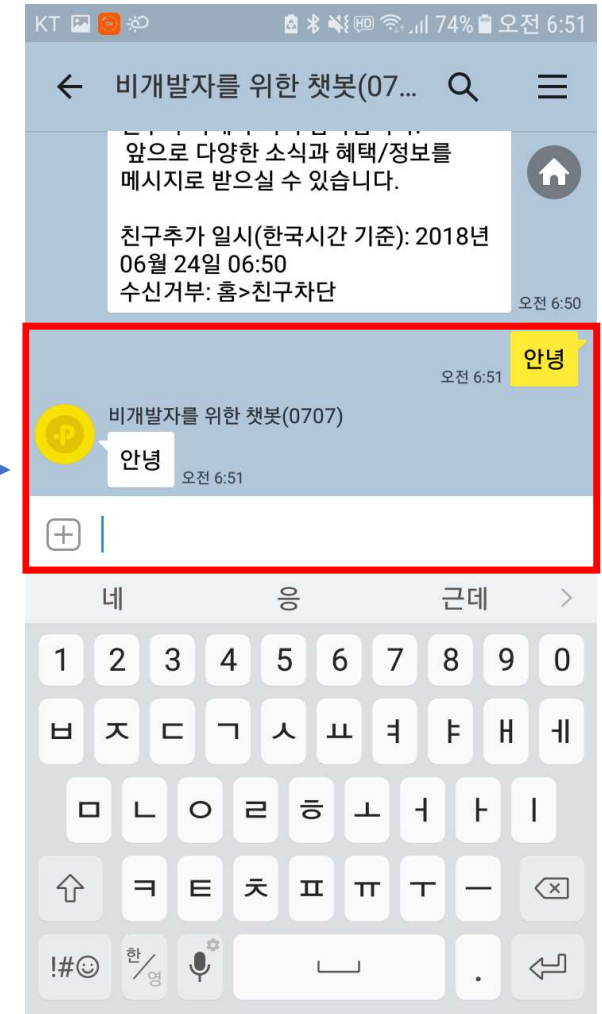 KT 74% 오전 6:51
비개발자를 위한 챗봇(07...
앞으로 다양한 소식과 혜택/정보를
메시지로 받으실 수 있습니다.
친구추가 일시(한국시간 기준): 2018년
06월 24일 06:50
수신거부: 홈>친구차단
오전 6:50
안녕
오전 6:51
비개발자를 위한 챗봇(0707)
안녕
오전 6:51
네 응 근데
1 2 3 4 5 6 7 8 9 0
ㅂ ㅈ ㄷ ㄱ ㅅ ㅛ ㅕ ㅑ ㅐ ㅔ
ㅁ ㄴ ㅇ ㄹ ㅎ ㅗ ㅓ ㅏ ㅣ
ㅋ ㅌ ㅊ ㅍ ㅠ ㅜ ㅡ
!#☺ 한/영 .